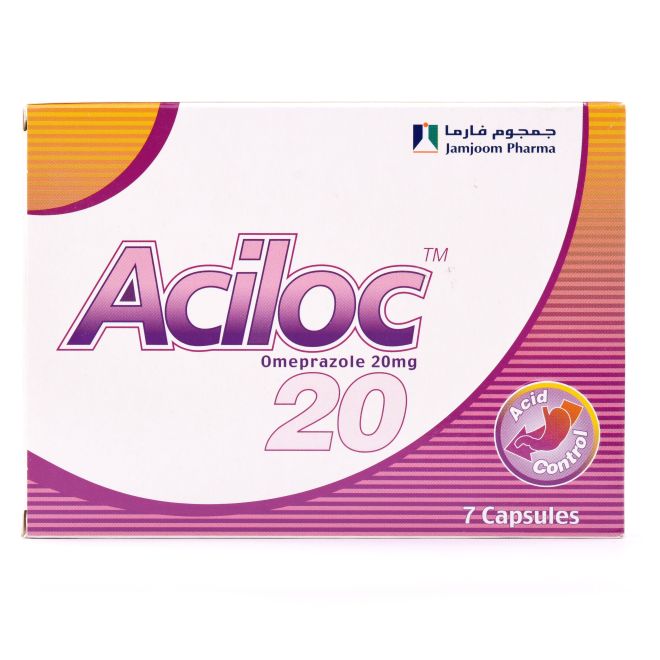 جمجوم فارما
Jamjoom Pharma
Aciloc™
Omeprazole 20mg
20
Acid
Control
7 Capsules